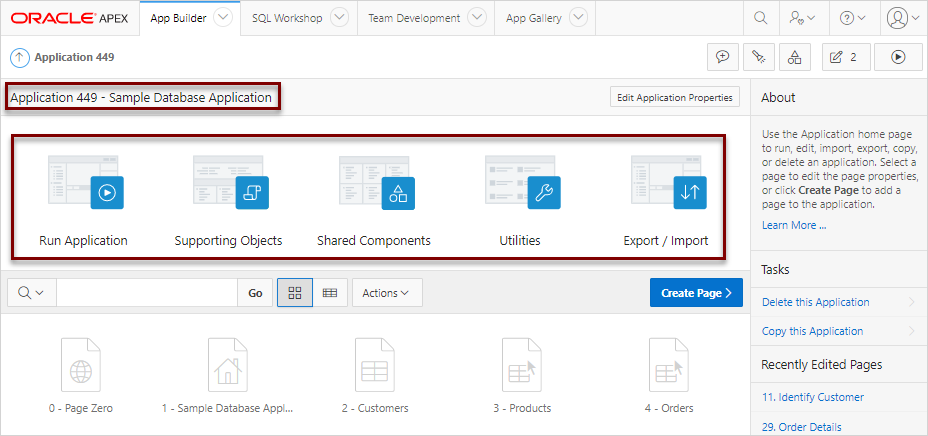 ORACLE APEX App Builder SQL Workshop Team Development App Gallery
Application 449
2
Application 449 - Sample Database Application
Edit Application Properties
About
Use the Application home page
to run, edit, import, export, copy,
or delete an application. Select a
page to edit the page properties,
or click Create Page to add a
page to the application.
Learn More ...
Run Application
Supporting Objects
Shared Components
Utilities
Export / Import
Tasks
Delete this Application
Copy this Application
Go
Actions
Create Page
Recently Edited Pages
11. Identify Customer
29. Order Details
0 - Page Zero
1 - Sample Database Appl...
2 - Customers
3 - Products
4 - Orders